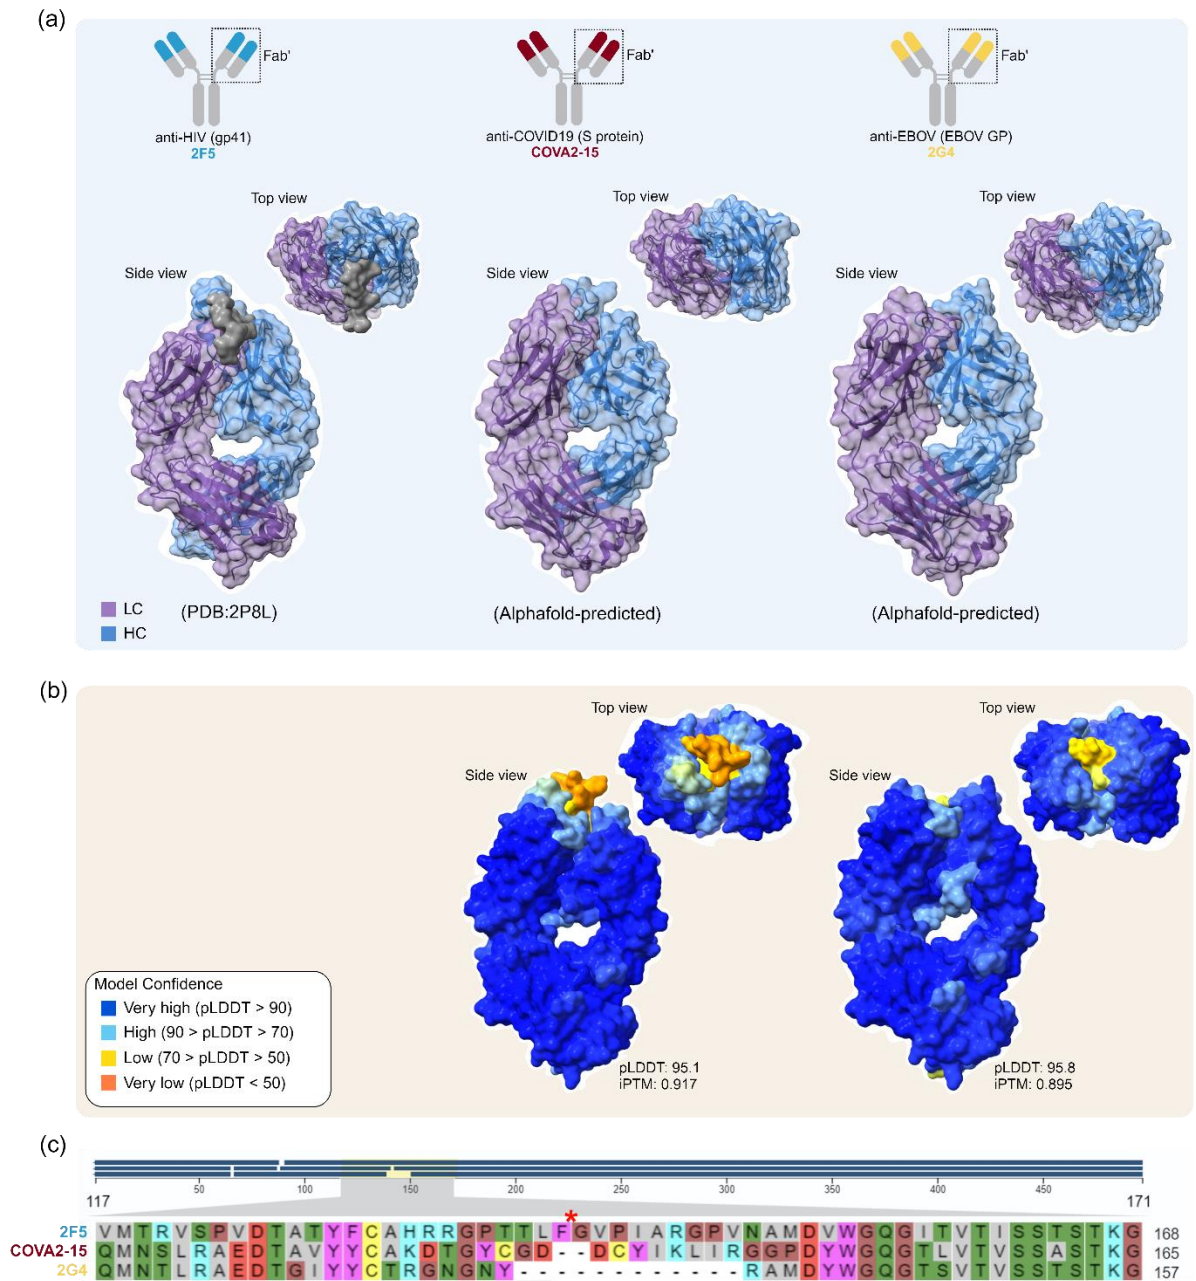 (a)
Fab'
anti-HIV (gp41)
2F5
Fab'
anti-COVID19 (S protein)
COVA2-15
Fab'
anti-EBOV (EBOV GP)
2G4
Top view
Side view
Top view
Side view
Top view
Side view
LC
HC
(PDB:2P8L)
(Alphafold-predicted)
(Alphafold-predicted)
(b)
Top view
Side view
Top view
Side view
Model Confidence
Very high (pLDDT > 90)
High (90 > pLDDT > 70)
Low (70 > pLDDT > 50)
Very low (pLDDT < 50)
pLDDT: 95.1
iPTM: 0.917
pLDDT: 95.8
iPTM: 0.895
(c)
50 100 150 200 250 300 350 400 450
117 171
*
2F5 VMTRVSPVDTATYFCAHRRGPTTLFGVPIARGPVNAMDVWGQGITVTISSTSTKG 168
COVA2-15 QMNSLRAEDTAVYYCAKDTGYCGD--DCYIKLIRGGPDYWGQGTLVTVSSASTKG 165
2G4 QMNTLRAEDTGIYYCTRGNGNY------------RAMDYWGQGTSVTVSSASTKG 157